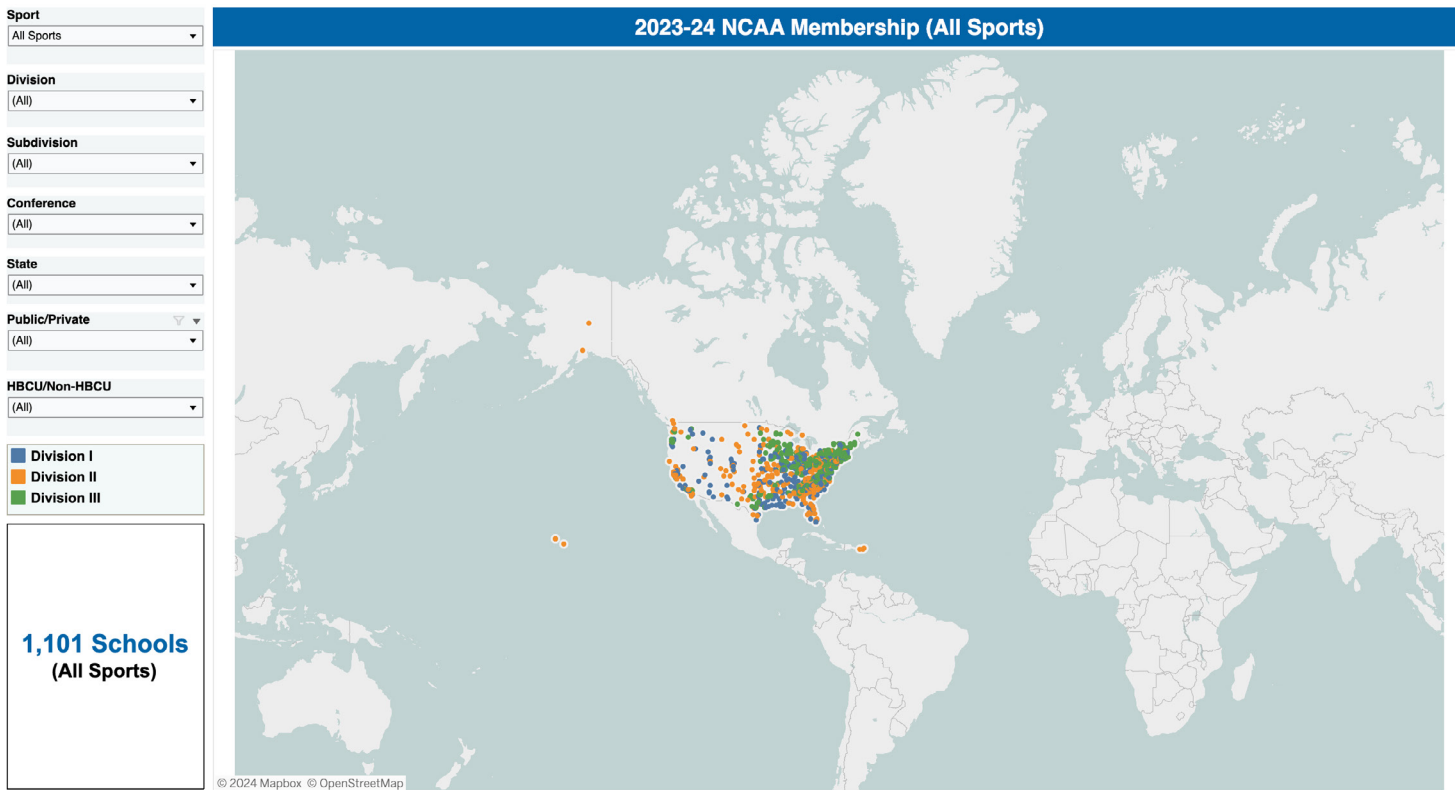 Sport
All Sports
Division
(All)
Subdivision
(All)
Conference
(All)
State
(All)
Public/Private
(All)
HBCU/Non-HBCU
(All)
Division I
Division II
Division III
1,101 Schools
(All Sports)
2023-24 NCAA Membership (All Sports)
© 2024 Mapbox © OpenStreetMap